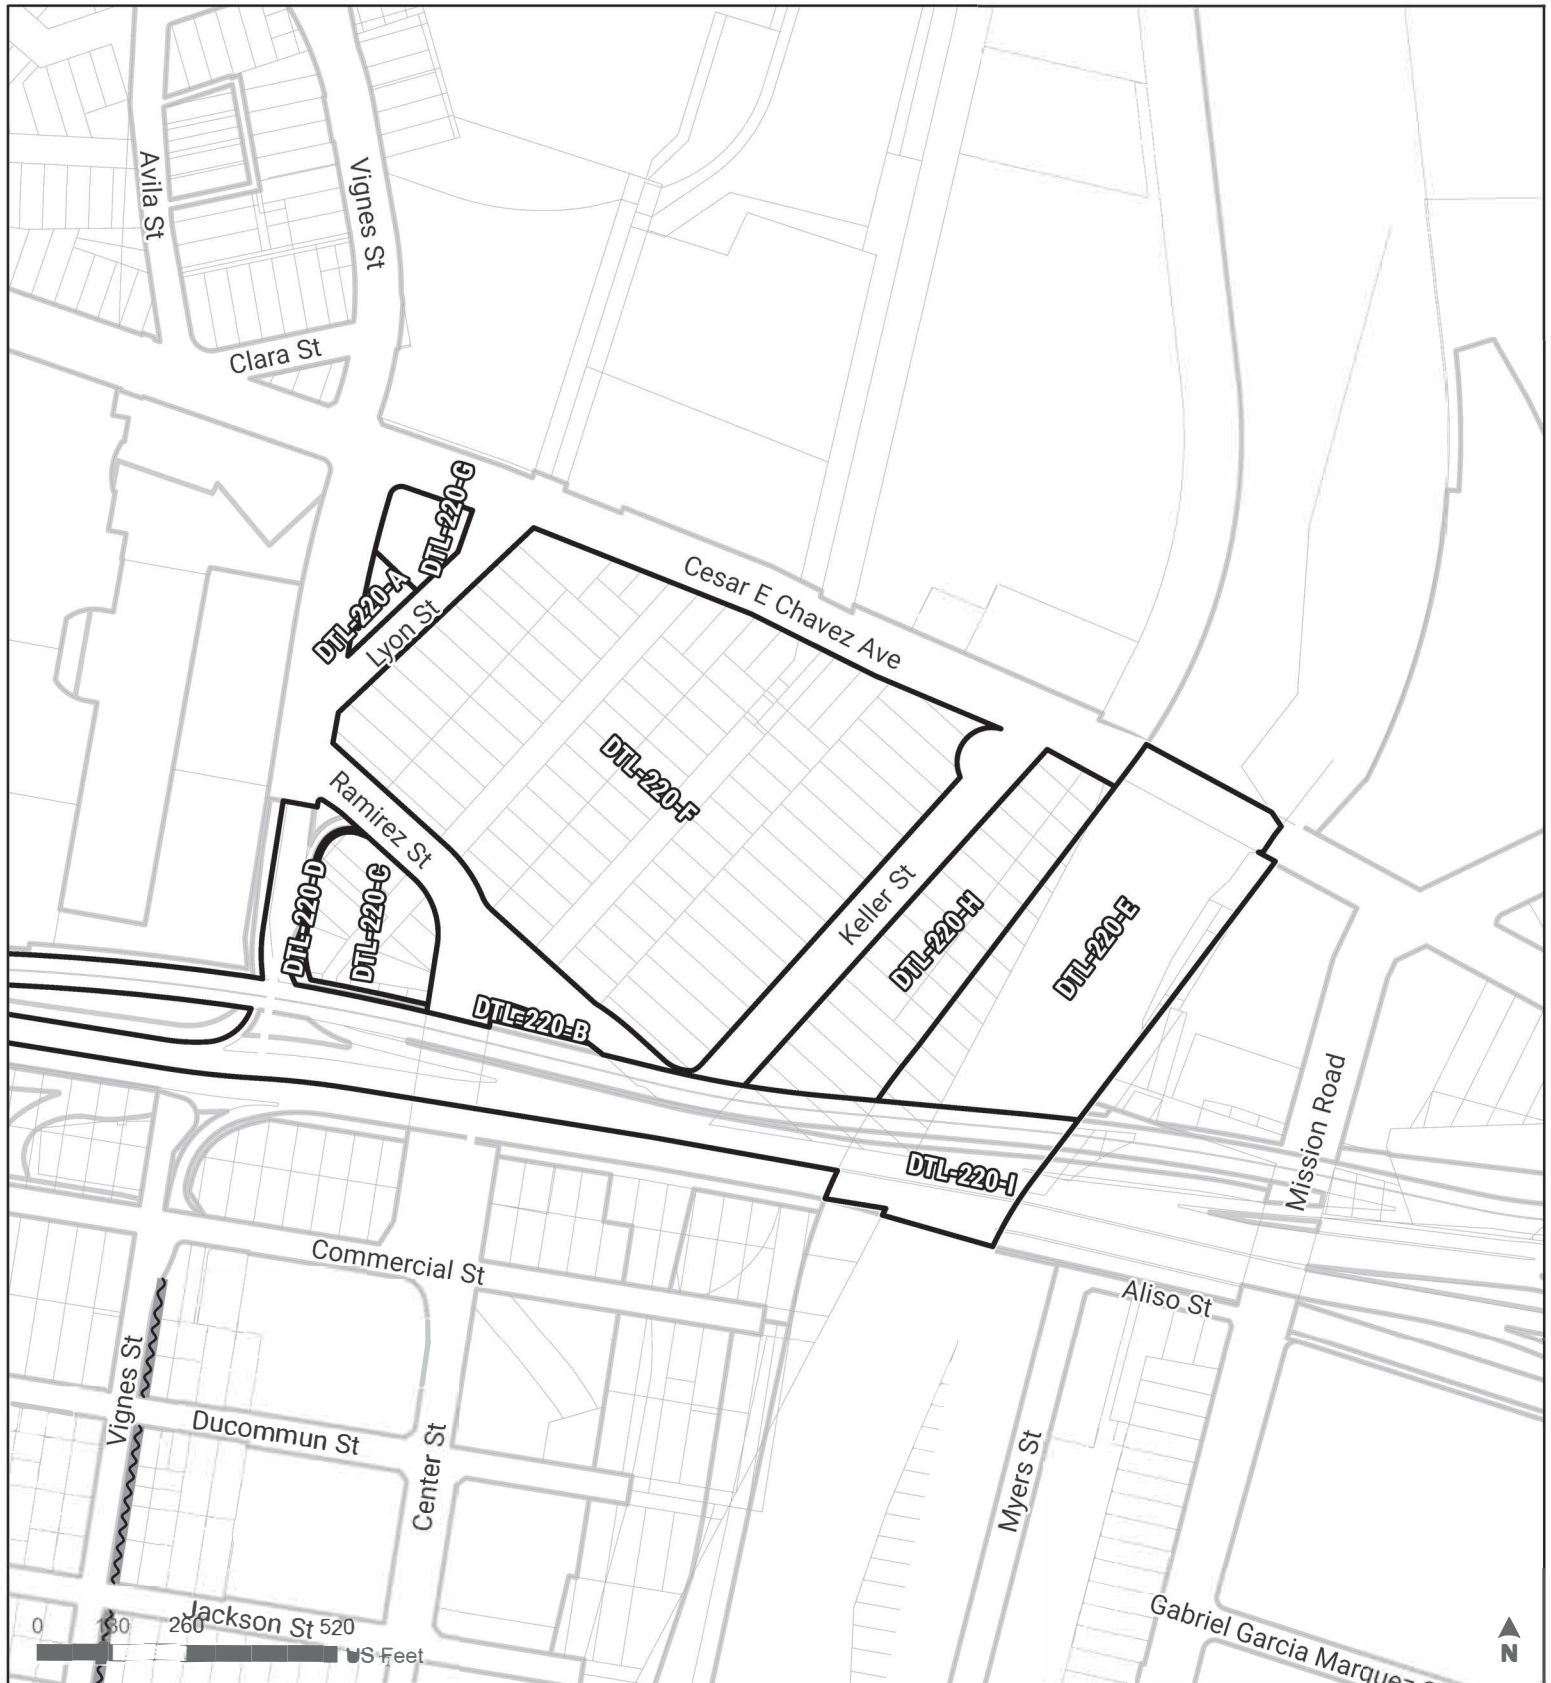 Avila St
Vignes St
Clara St
DTL-220-G
DTL-220-A
Lyon St
Cesar E Chavez Ave
DTL-220-F
Ramirez St
DTL-220-D
DTL-220-C
Keller St
DTL-220-H
DTL-220-E
DTL-220-B
DTL-220-I
Mission Road
Commercial St
Aliso St
Vignes St
Ducommun St
Center St
Myers St
Jackson St
Gabriel Garcia Marquez
0 130 260 520
US Feet
N